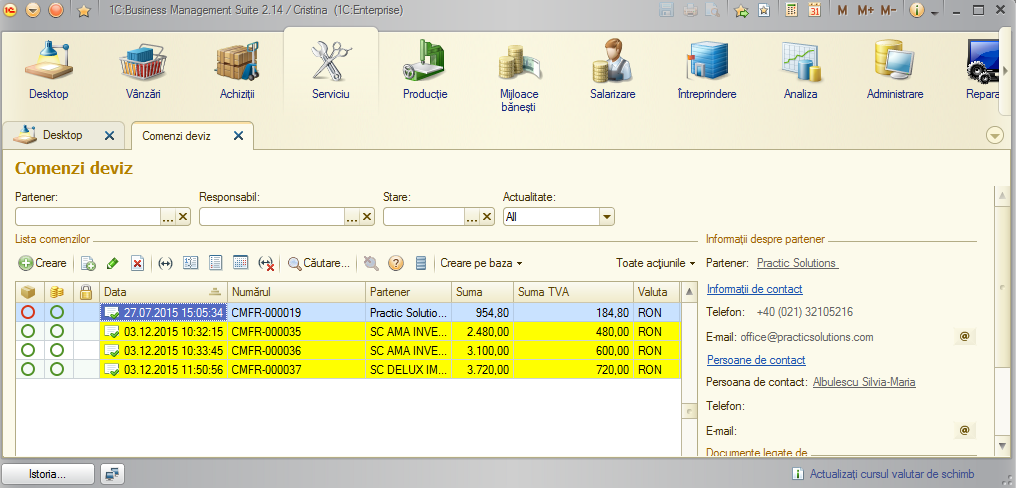 1C:Business Management Suite 2.14 / Cristina (1C:Enterprise)
M M+ M-
Desktop Vânzări Achiziții Serviciu Producție Mijloace bănești Salarizare Întreprindere Analiza Administrare Repara
Desktop Comenzi deviz
Comenzi deviz
Partener: Responsabil: Stare: Actualitate:
... ... ... All
Lista comenzilor
Creare Căutare... Creare pe baza Toate acțiunile
Data Numărul Partener Suma Suma TVA Valuta
27.07.2015 15:05:34 CMFR-000019 Practic Solutio... 954,80 184,80 RON
03.12.2015 10:32:15 CMFR-000035 SC AMA INVE... 2.480,00 480,00 RON
03.12.2015 10:33:45 CMFR-000036 SC AMA INVE... 3.100,00 600,00 RON
03.12.2015 11:50:56 CMFR-000037 SC DELUX IM... 3.720,00 720,00 RON
Informații despre partener
Partener: Practic Solutions
Informații de contact
Telefon: +40 (021) 32105216
E-mail: office@practicsolutions.com @
Persoane de contact
Persoana de contact: Albulescu Silvia-Maria
Telefon:
E-mail: @
Documente legate de
Istoria... Actualizați cursul valutar de schimb